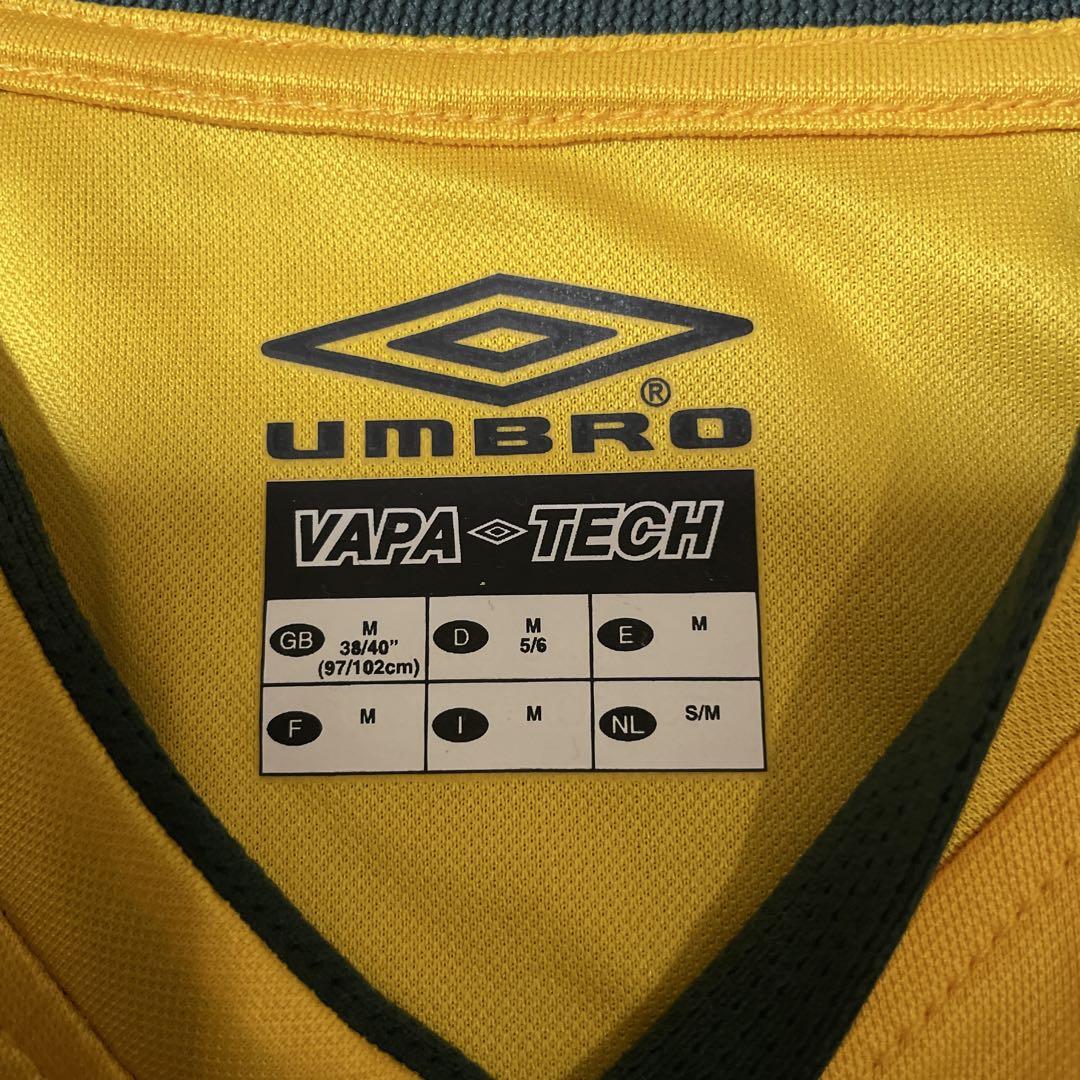 UMBRO®
VAPA TECH
GB M
38/40"
(97/102cm)
D M
5/6
E M
F M
I M
NL S/M